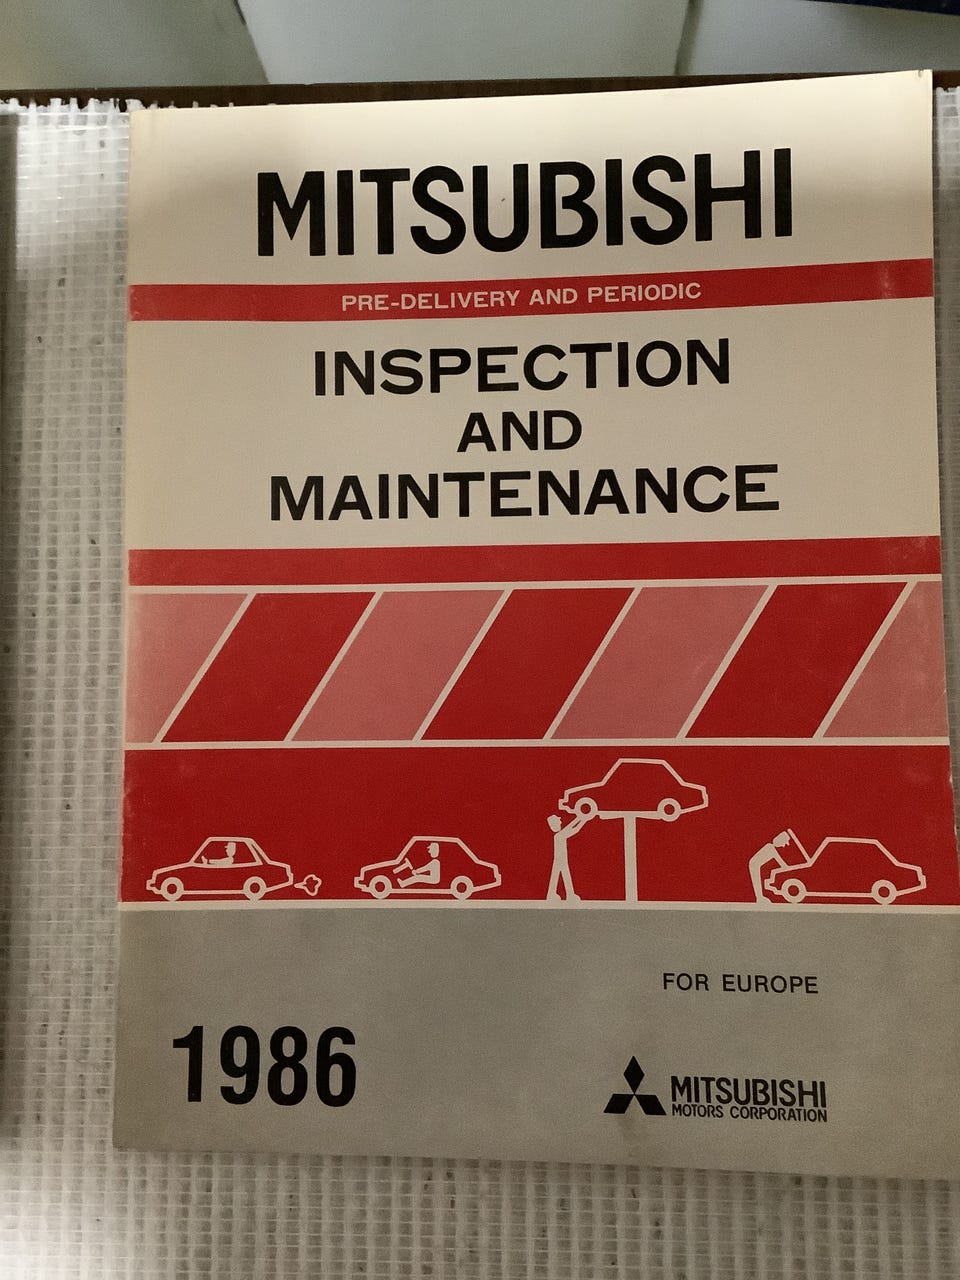 MITSUBISHI
PRE-DELIVERY AND PERIODIC
INSPECTION
AND
MAINTENANCE
FOR EUROPE
1986
MITSUBISHI
MOTORS CORPORATION